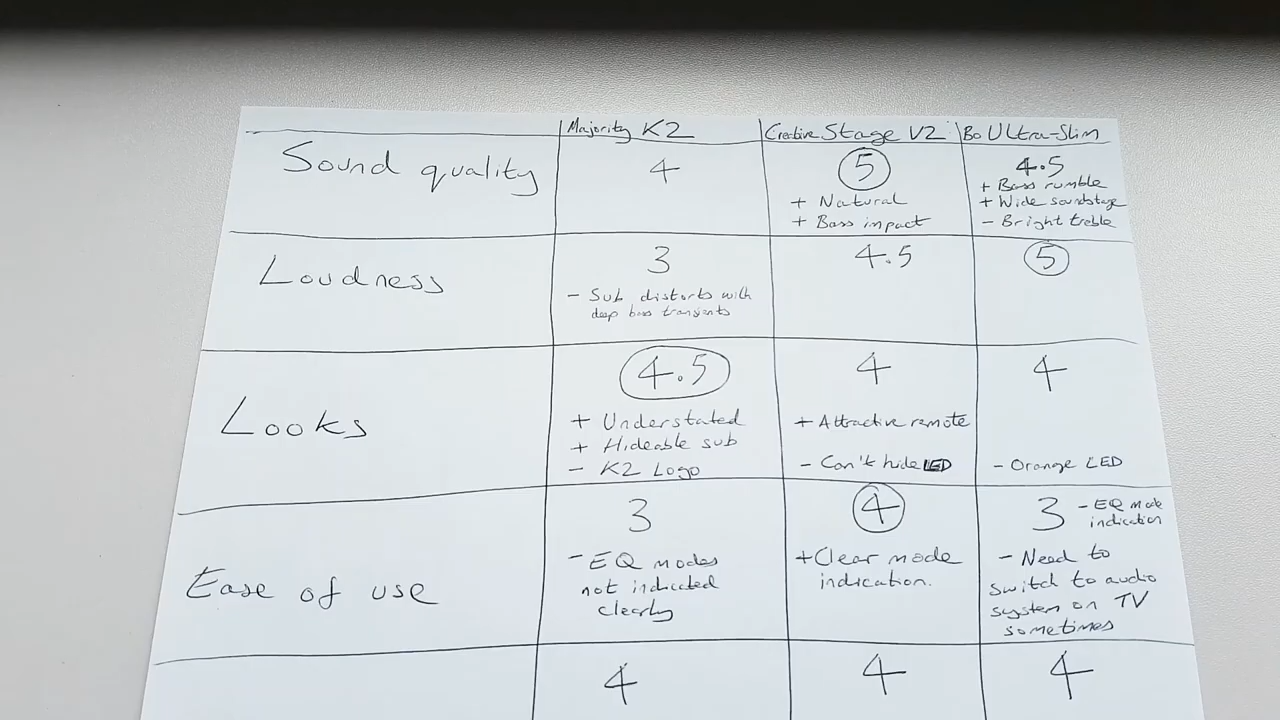 Majority K2 Creative Stage V2 Bo Ultra-Slim
Sound quality 4 5 4.5
+ Natural
+ Bass impact
+ Bass rumble
+ Wide soundstage
- Bright treble
Loudness 3 4.5 5
- Sub distorts with
deep bass transients
Looks 4.5 4 4
+ Understated
+ Hideable sub
- K2 Logo
+ Attractive remote
- Can't hide LED
- Orange LED
Ease of use 3 4 3
- EQ modes
not indicated
clearly
+ Clear mode
indication.
- EQ mode
indication
- Need to
switch to audio
system on TV
sometimes
4 4 4